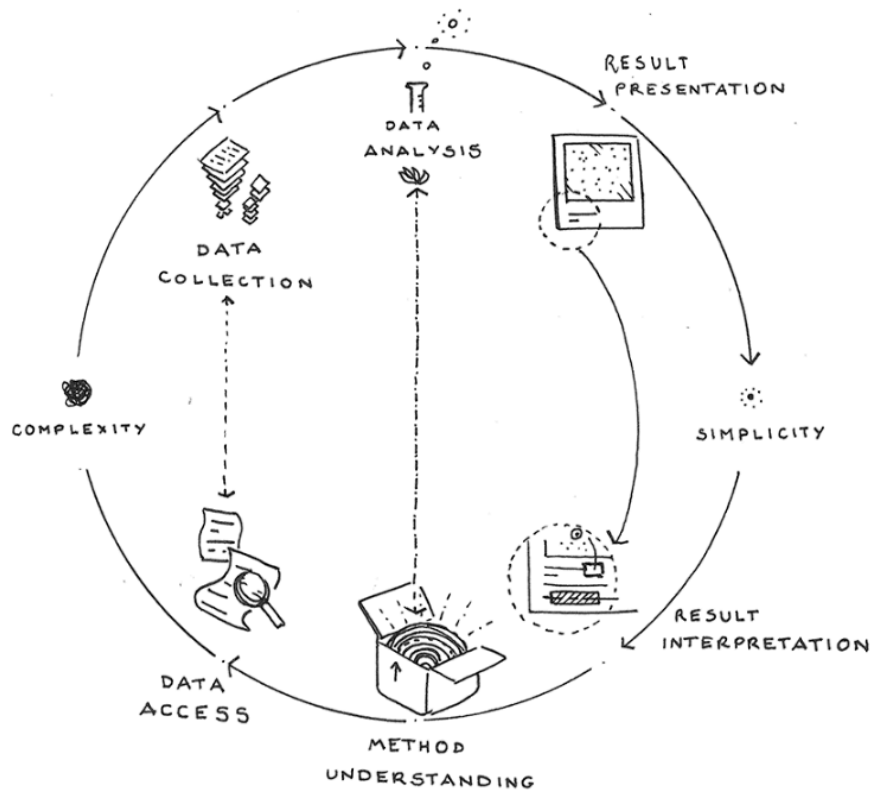 RESULT
PRESENTATION
DATA
ANALYSIS
DATA
COLLECTION
COMPLEXITY
SIMPLICITY
RESULT
INTERPRETATION
DATA
ACCESS
METHOD
UNDERSTANDING